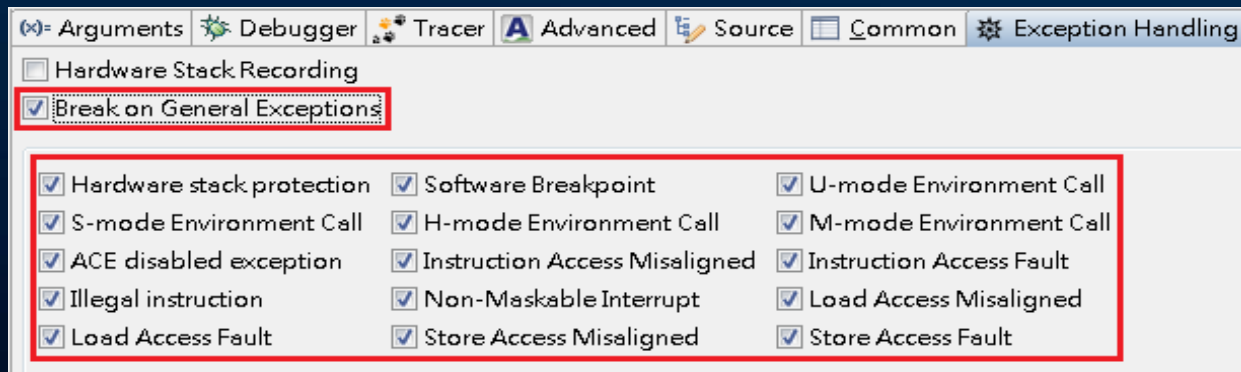 (x)= Arguments Debugger Tracer Advanced Source Common Exception Handling
Hardware Stack Recording
Break on General Exceptions
Hardware stack protection Software Breakpoint U-mode Environment Call
S-mode Environment Call H-mode Environment Call M-mode Environment Call
ACE disabled exception Instruction Access Misaligned Instruction Access Fault
Illegal instruction Non-Maskable Interrupt Load Access Misaligned
Load Access Fault Store Access Misaligned Store Access Fault